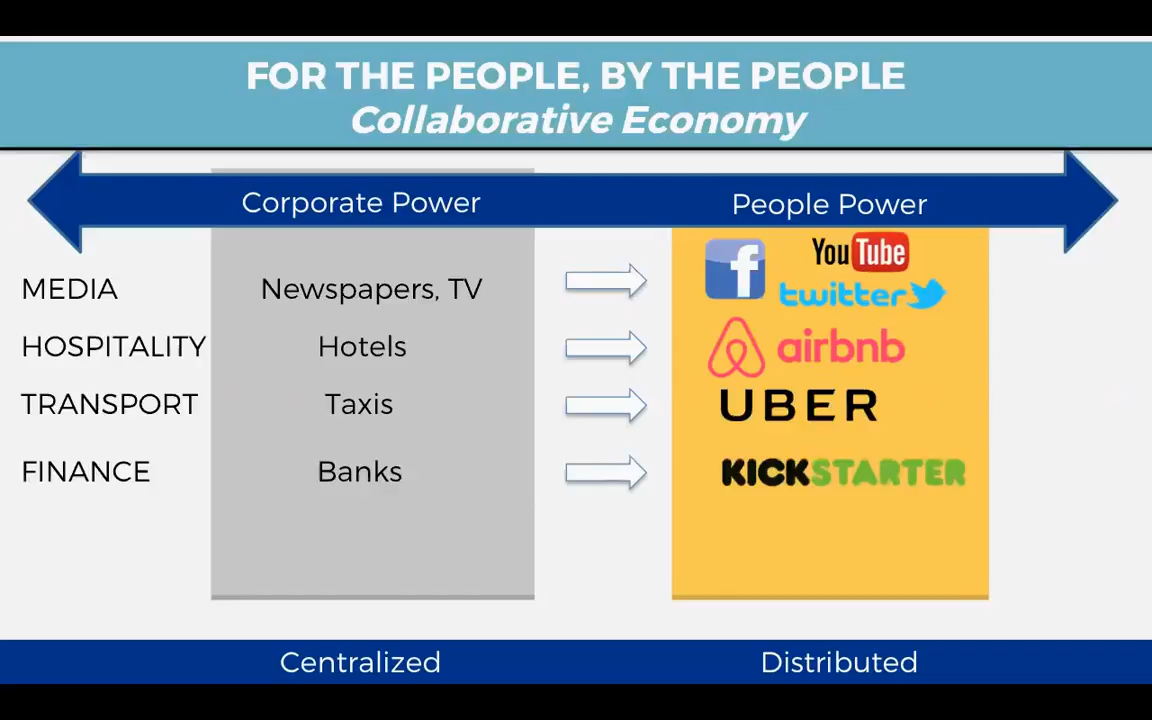 FOR THE PEOPLE, BY THE PEOPLE
Collaborative Economy
Corporate Power People Power
MEDIA Newspapers, TV f YouTube
twitter
HOSPITALITY Hotels airbnb
TRANSPORT Taxis UBER
FINANCE Banks KICKSTARTER
Centralized Distributed